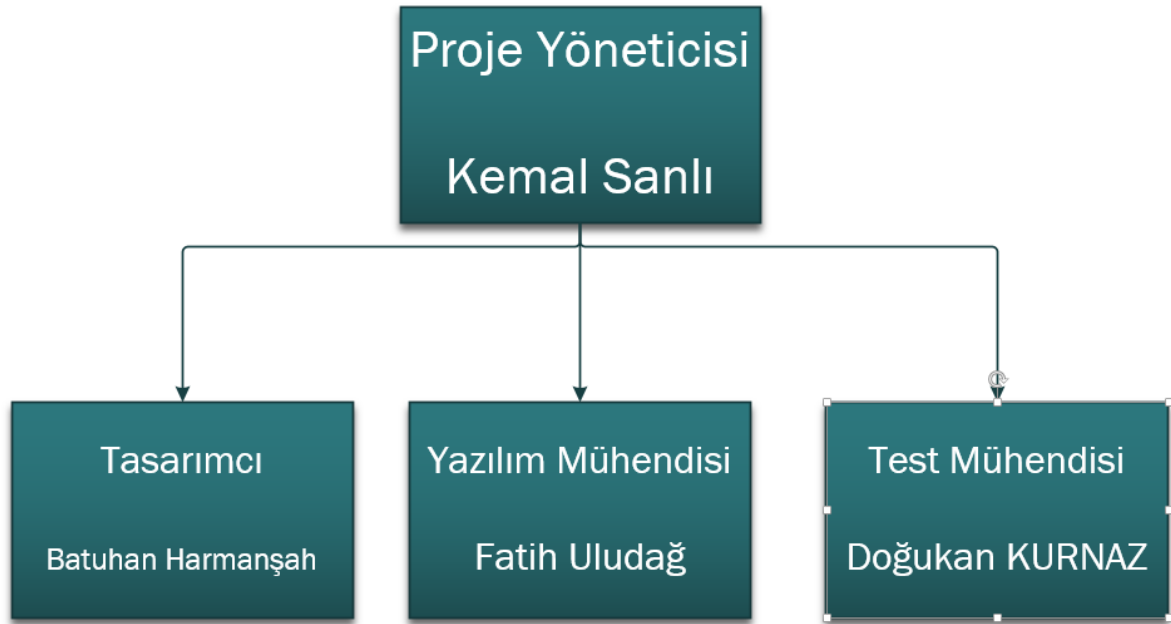 Proje Yöneticisi
Kemal Sanlı
Tasarımcı
Batuhan Harmanşah
Yazılım Mühendisi
Fatih Uludağ
Test Mühendisi
Doğukan KURNAZ